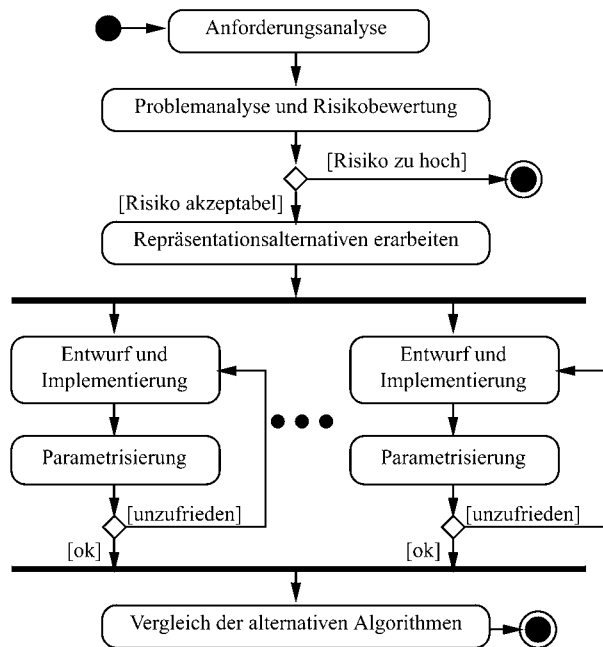 Anforderungsanalyse
Problemanalyse und Risikobewertung
[Risiko zu hoch]
[Risiko akzeptabel]
Repräsentationsalternativen erarbeiten
Entwurf und
Implementierung
Parametrisierung
[unzufrieden]
[ok]
Entwurf und
Implementierung
Parametrisierung
[unzufrieden]
[ok]
Vergleich der alternativen Algorithmen